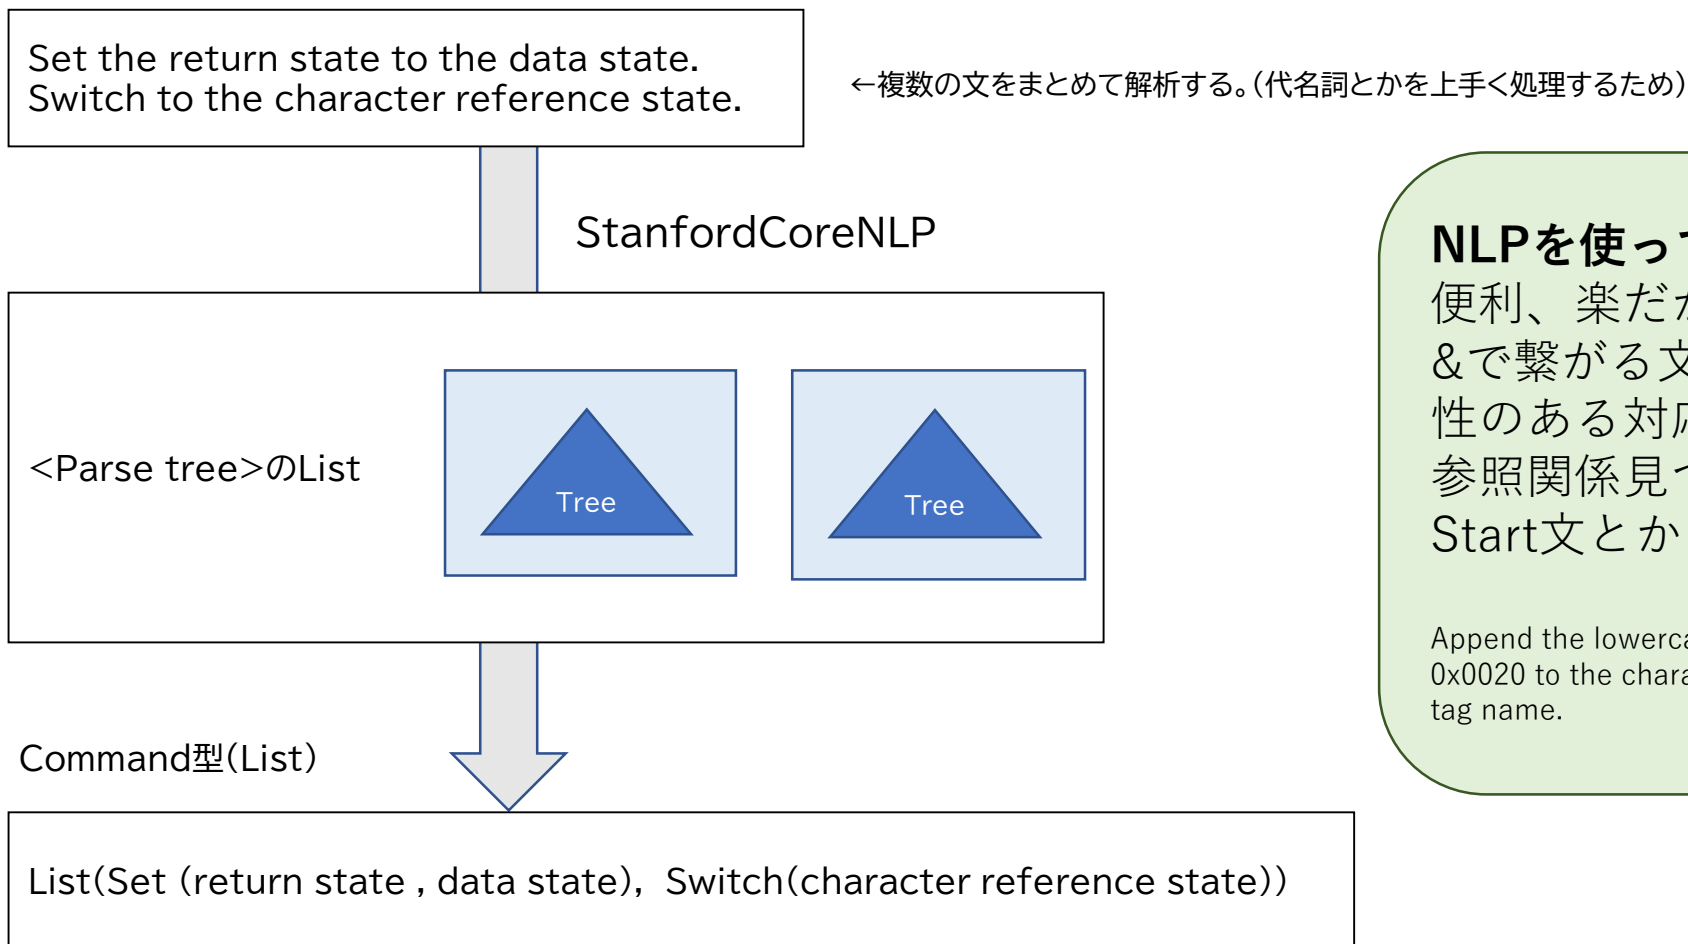 Set the return state to the data state.
Switch to the character reference state.
←複数の文をまとめて解析する。(代名詞とかを上手く処理するため)
StanfordCoreNLP
<Parse tree>のList
Tree
Tree
Command型(List)
List(Set (return state , data state), Switch(character reference state))
NLPを使っ
便利、楽だ
&で繋がる文
性のある対
参照関係見
Start文とか
Append the
0x0020 to the
tag name.